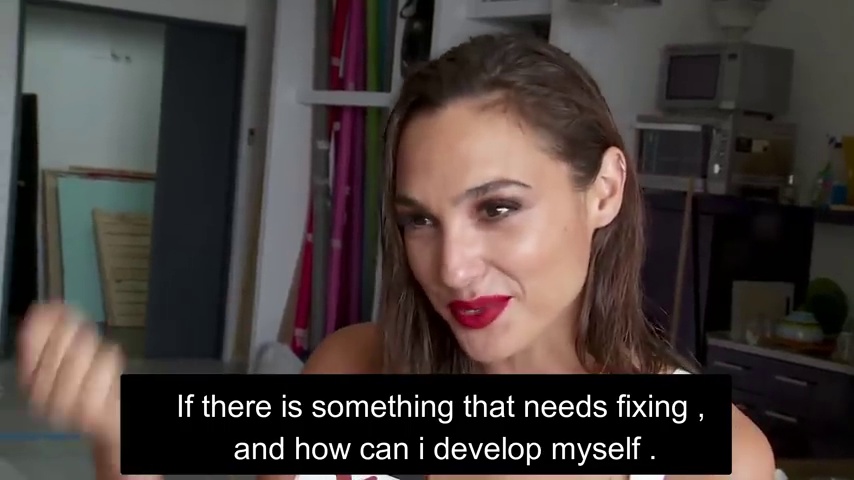 If there is something that needs fixing ,
and how can i develop myself .